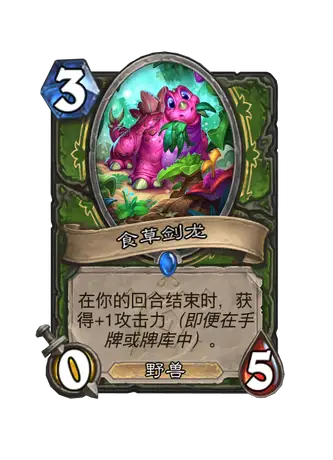 3
食草剑龙
在你的回合结束时，获
得+1攻击力（即便在手
牌或牌库中）。
0
野兽
5